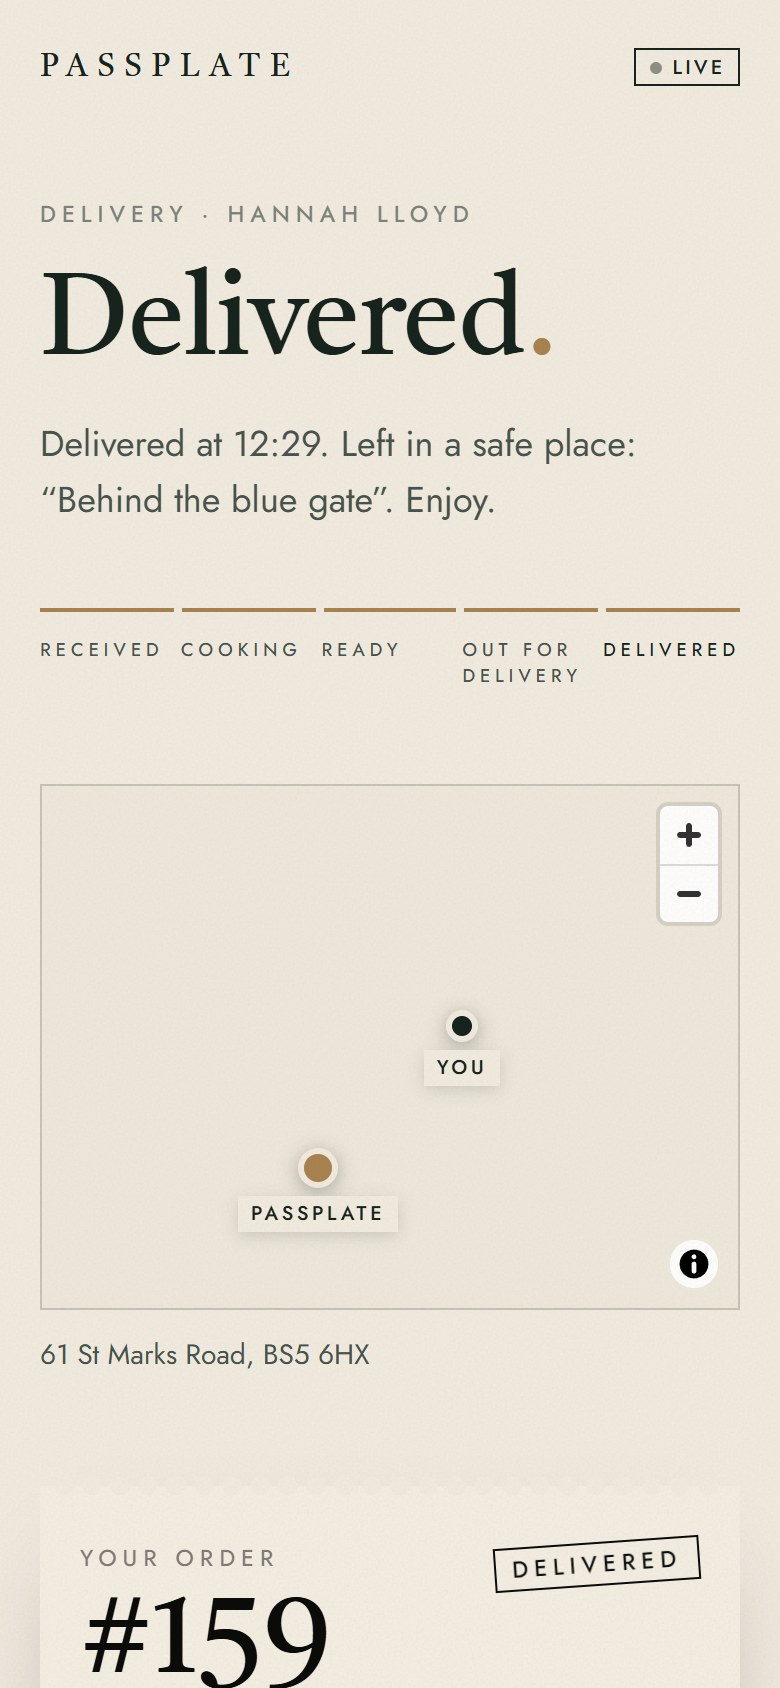 PASSPLATE
LIVE
DELIVERY · HANNAH LLOYD
Delivered.
Delivered at 12:29. Left in a safe place:
“Behind the blue gate”. Enjoy.
RECEIVED COOKING READY OUT FOR DELIVERY DELIVERED
YOU
PASSPLATE
61 St Marks Road, BS5 6HX
YOUR ORDER
DELIVERED
#159